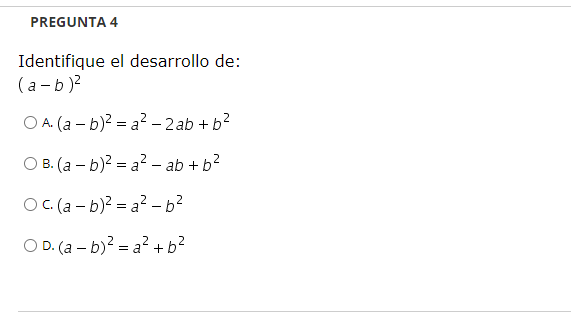 PREGUNTA 4
Identifique el desarrollo de:
( a – b )²
A. (a – b)² = a² – 2ab + b²
B. (a – b)² = a² – ab + b²
C. (a – b)² = a² – b²
D. (a – b)² = a² + b²